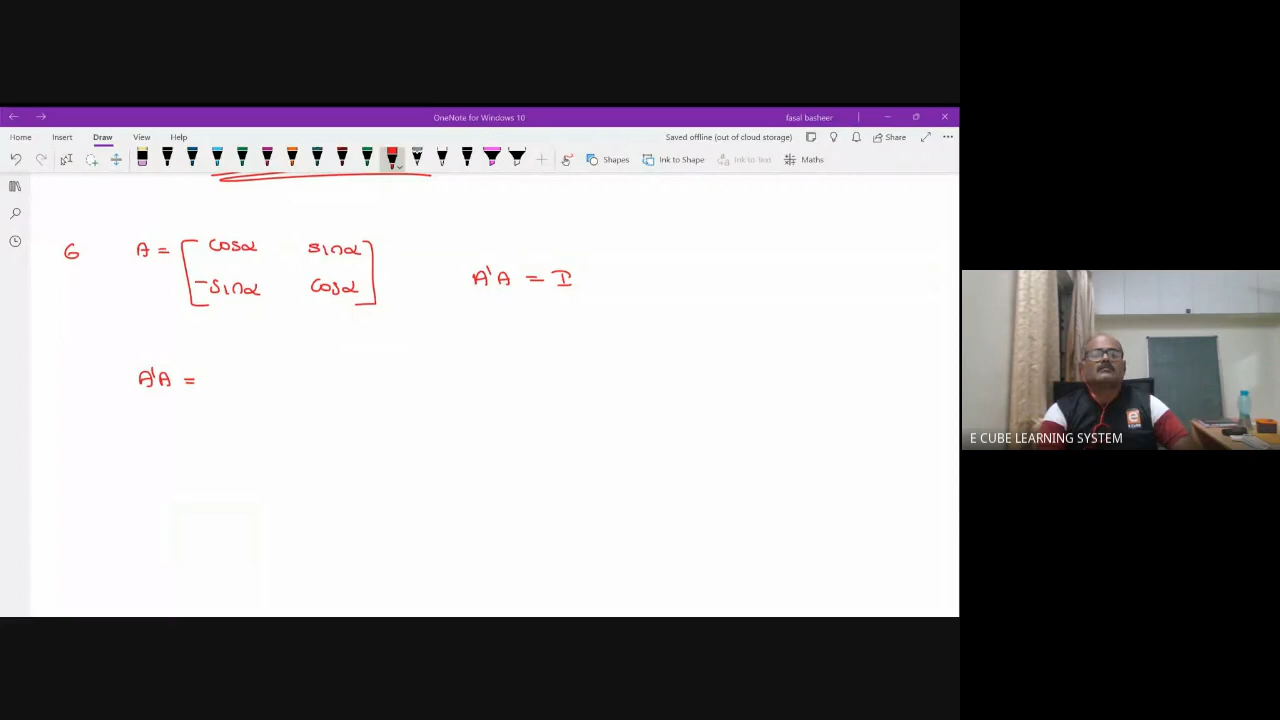 OneNote for Windows 10
fasal basheer
Home Insert Draw View Help
Saved offline (out of cloud storage)
Share
Shapes
Ink to Shape
Ink to Text
Maths
6 A = [ cosα sinα
-sinα cosα ]
A'A = I
A'A =
E CUBE LEARNING SYSTEM